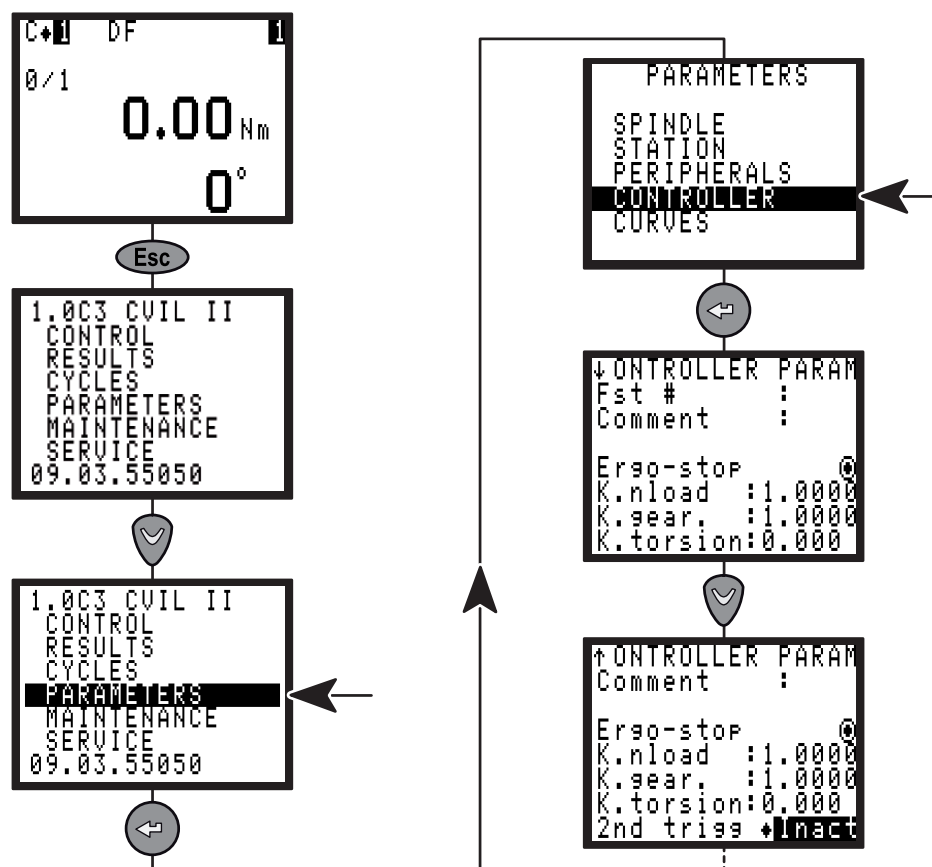 C♦1 DF 1
0/1
0.00 Nm
0°
Esc
1.0C3 CVIL II
CONTROL
RESULTS
CYCLES
PARAMETERS
MAINTENANCE
SERVICE
09.03.55050
1.0C3 CVIL II
CONTROL
RESULTS
CYCLES
PARAMETERS
MAINTENANCE
SERVICE
09.03.55050
PARAMETERS
SPINDLE
STATION
PERIPHERALS
CONTROLLER
CURVES
↓ONTROLLER PARAM
Fst # :
Comment :
Ergo-stop
K.nload :1.0000
K.gear. :1.0000
K.torsion:0.000
↑ONTROLLER PARAM
Comment :
Ergo-stop
K.nload :1.0000
K.gear. :1.0000
K.torsion:0.000
2nd trigg ♦Inact